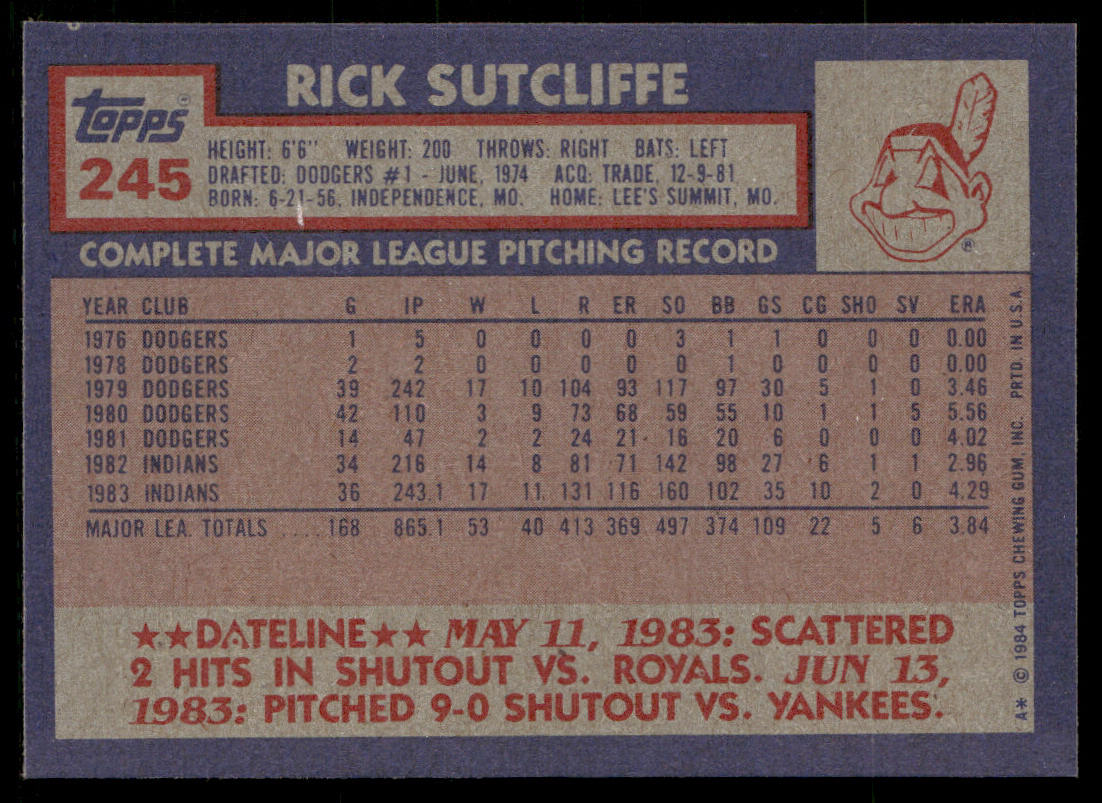 RICK SUTCLIFFE
TOPPS®
245
HEIGHT: 6'6" WEIGHT: 200 THROWS: RIGHT BATS: LEFT
DRAFTED: DODGERS #1 - JUNE, 1974 ACQ: TRADE, 12-9-81
BORN: 6-21-56, INDEPENDENCE, MO. HOME: LEE'S SUMMIT, MO.
®
COMPLETE MAJOR LEAGUE PITCHING RECORD
YEAR CLUB G IP W L R ER SO BB GS CG SHO SV ERA
1976 DODGERS 1 5 0 0 0 0 3 1 1 0 0 0 0.00
1978 DODGERS 2 2 0 0 0 0 0 1 0 0 0 0 0.00
1979 DODGERS 39 242 17 10 104 93 117 97 30 5 1 0 3.46
1980 DODGERS 42 110 3 9 73 68 59 55 10 1 1 5 5.56
1981 DODGERS 14 47 2 2 24 21 16 20 6 0 0 0 4.02
1982 INDIANS 34 216 14 8 81 71 142 98 27 6 1 1 2.96
1983 INDIANS 36 243.1 17 11 131 116 160 102 35 10 2 0 4.29
MAJOR LEA. TOTALS .... 168 865.1 53 40 413 369 497 374 109 22 5 6 3.84
★★DATELINE★★ MAY 11, 1983: SCATTERED
2 HITS IN SHUTOUT VS. ROYALS. JUN 13,
1983: PITCHED 9-0 SHUTOUT VS. YANKEES.
A* © 1984 TOPPS CHEWING GUM, INC. PRTD. IN U.S.A.